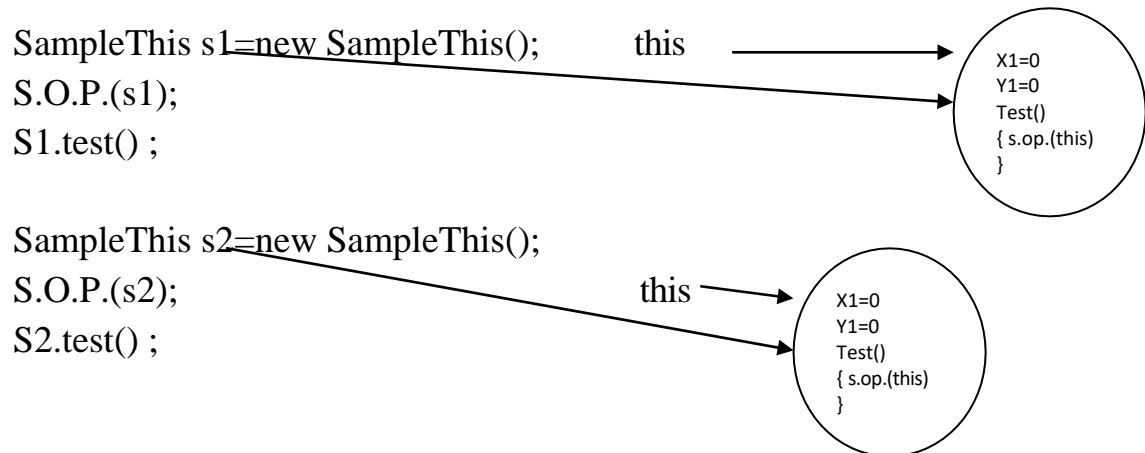 SampleThis s1=new SampleThis();
this
S.O.P.(s1);
S1.test() ;
X1=0
Y1=0
Test()
{ s.op.(this)
}
SampleThis s2=new SampleThis();
S.O.P.(s2);
this
S2.test() ;
X1=0
Y1=0
Test()
{ s.op.(this)
}